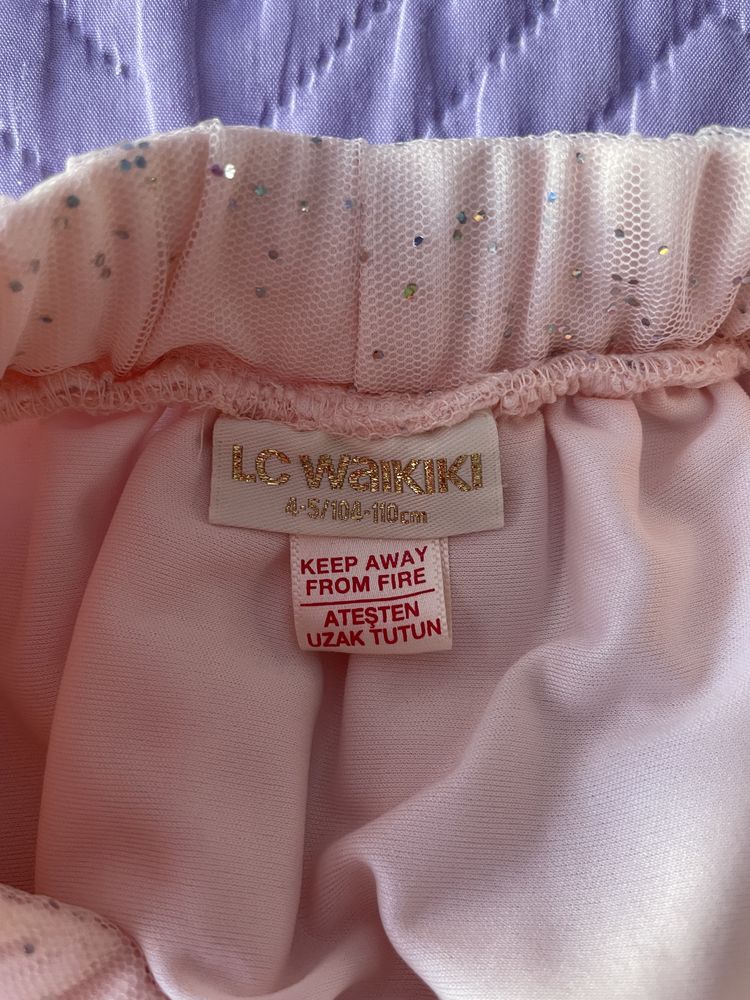 LC WaIKIKI
4-5/104-110cm
KEEP AWAY
FROM FIRE
ATEŞTEN
UZAK TUTUN